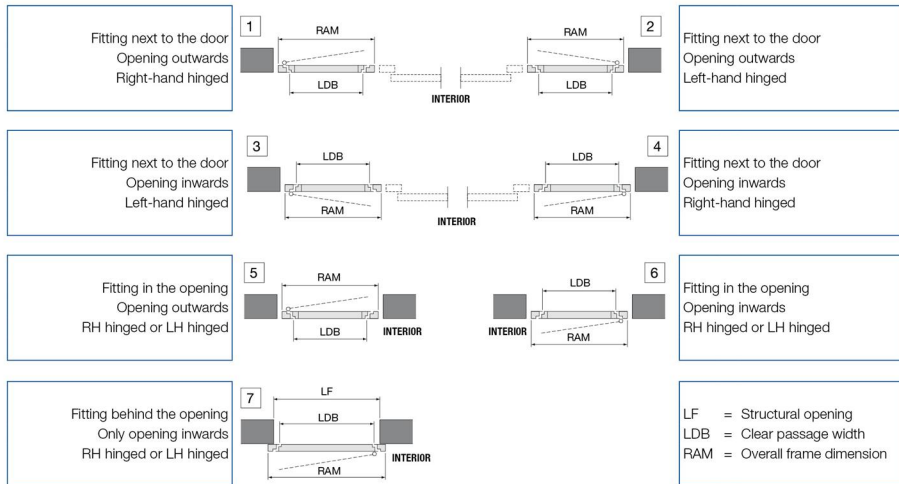 Fitting next to the door
Opening outwards
Right-hand hinged
1
RAM
LDB
INTERIOR
RAM
LDB
2
Fitting next to the door
Opening outwards
Left-hand hinged
Fitting next to the door
Opening inwards
Left-hand hinged
3
LDB
RAM
INTERIOR
LDB
RAM
4
Fitting next to the door
Opening inwards
Right-hand hinged
Fitting in the opening
Opening outwards
RH hinged or LH hinged
5
RAM
LDB
INTERIOR
6
LDB
RAM
INTERIOR
Fitting in the opening
Opening inwards
RH hinged or LH hinged
Fitting behind the opening
Only opening inwards
RH hinged or LH hinged
7
LF
LDB
RAM
INTERIOR
LF = Structural opening
LDB = Clear passage width
RAM = Overall frame dimension